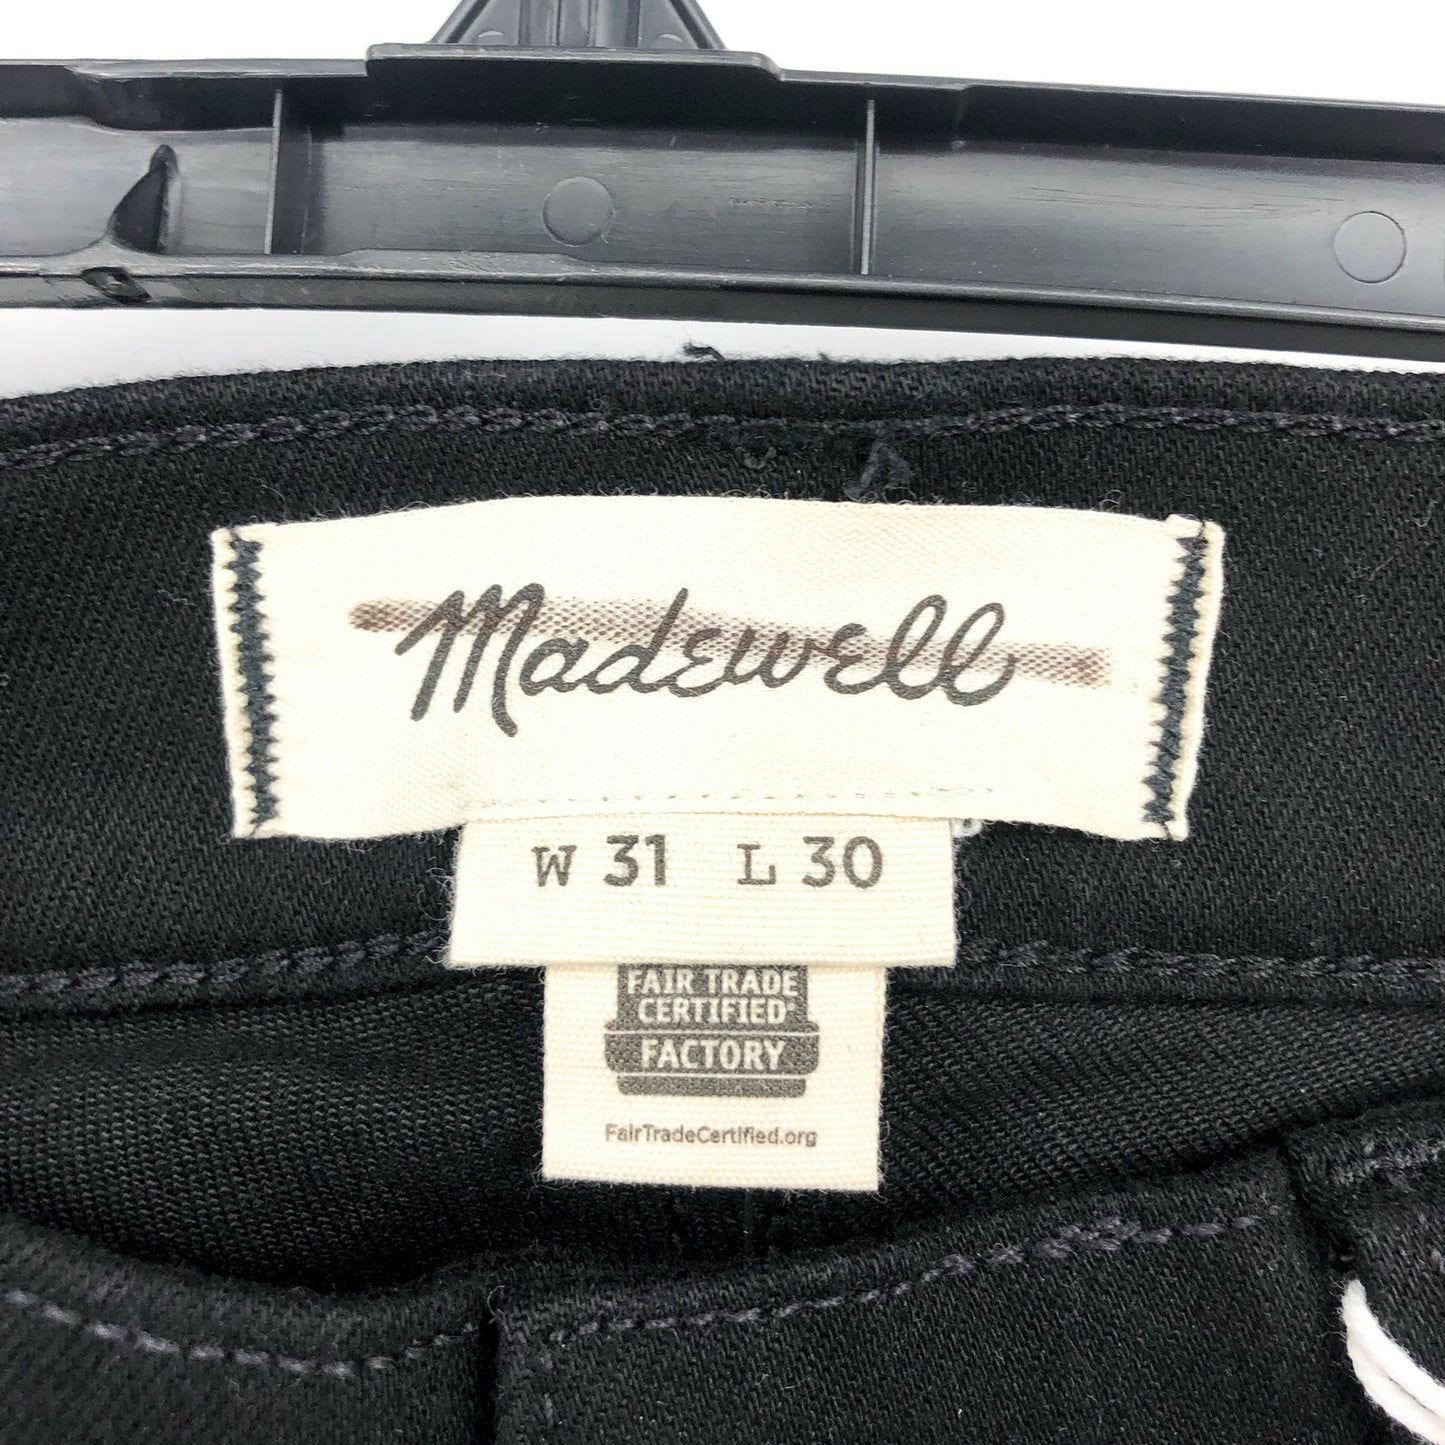 Madewell
W 31 L 30
FAIR TRADE
CERTIFIED
FACTORY
FairTradeCertified.org